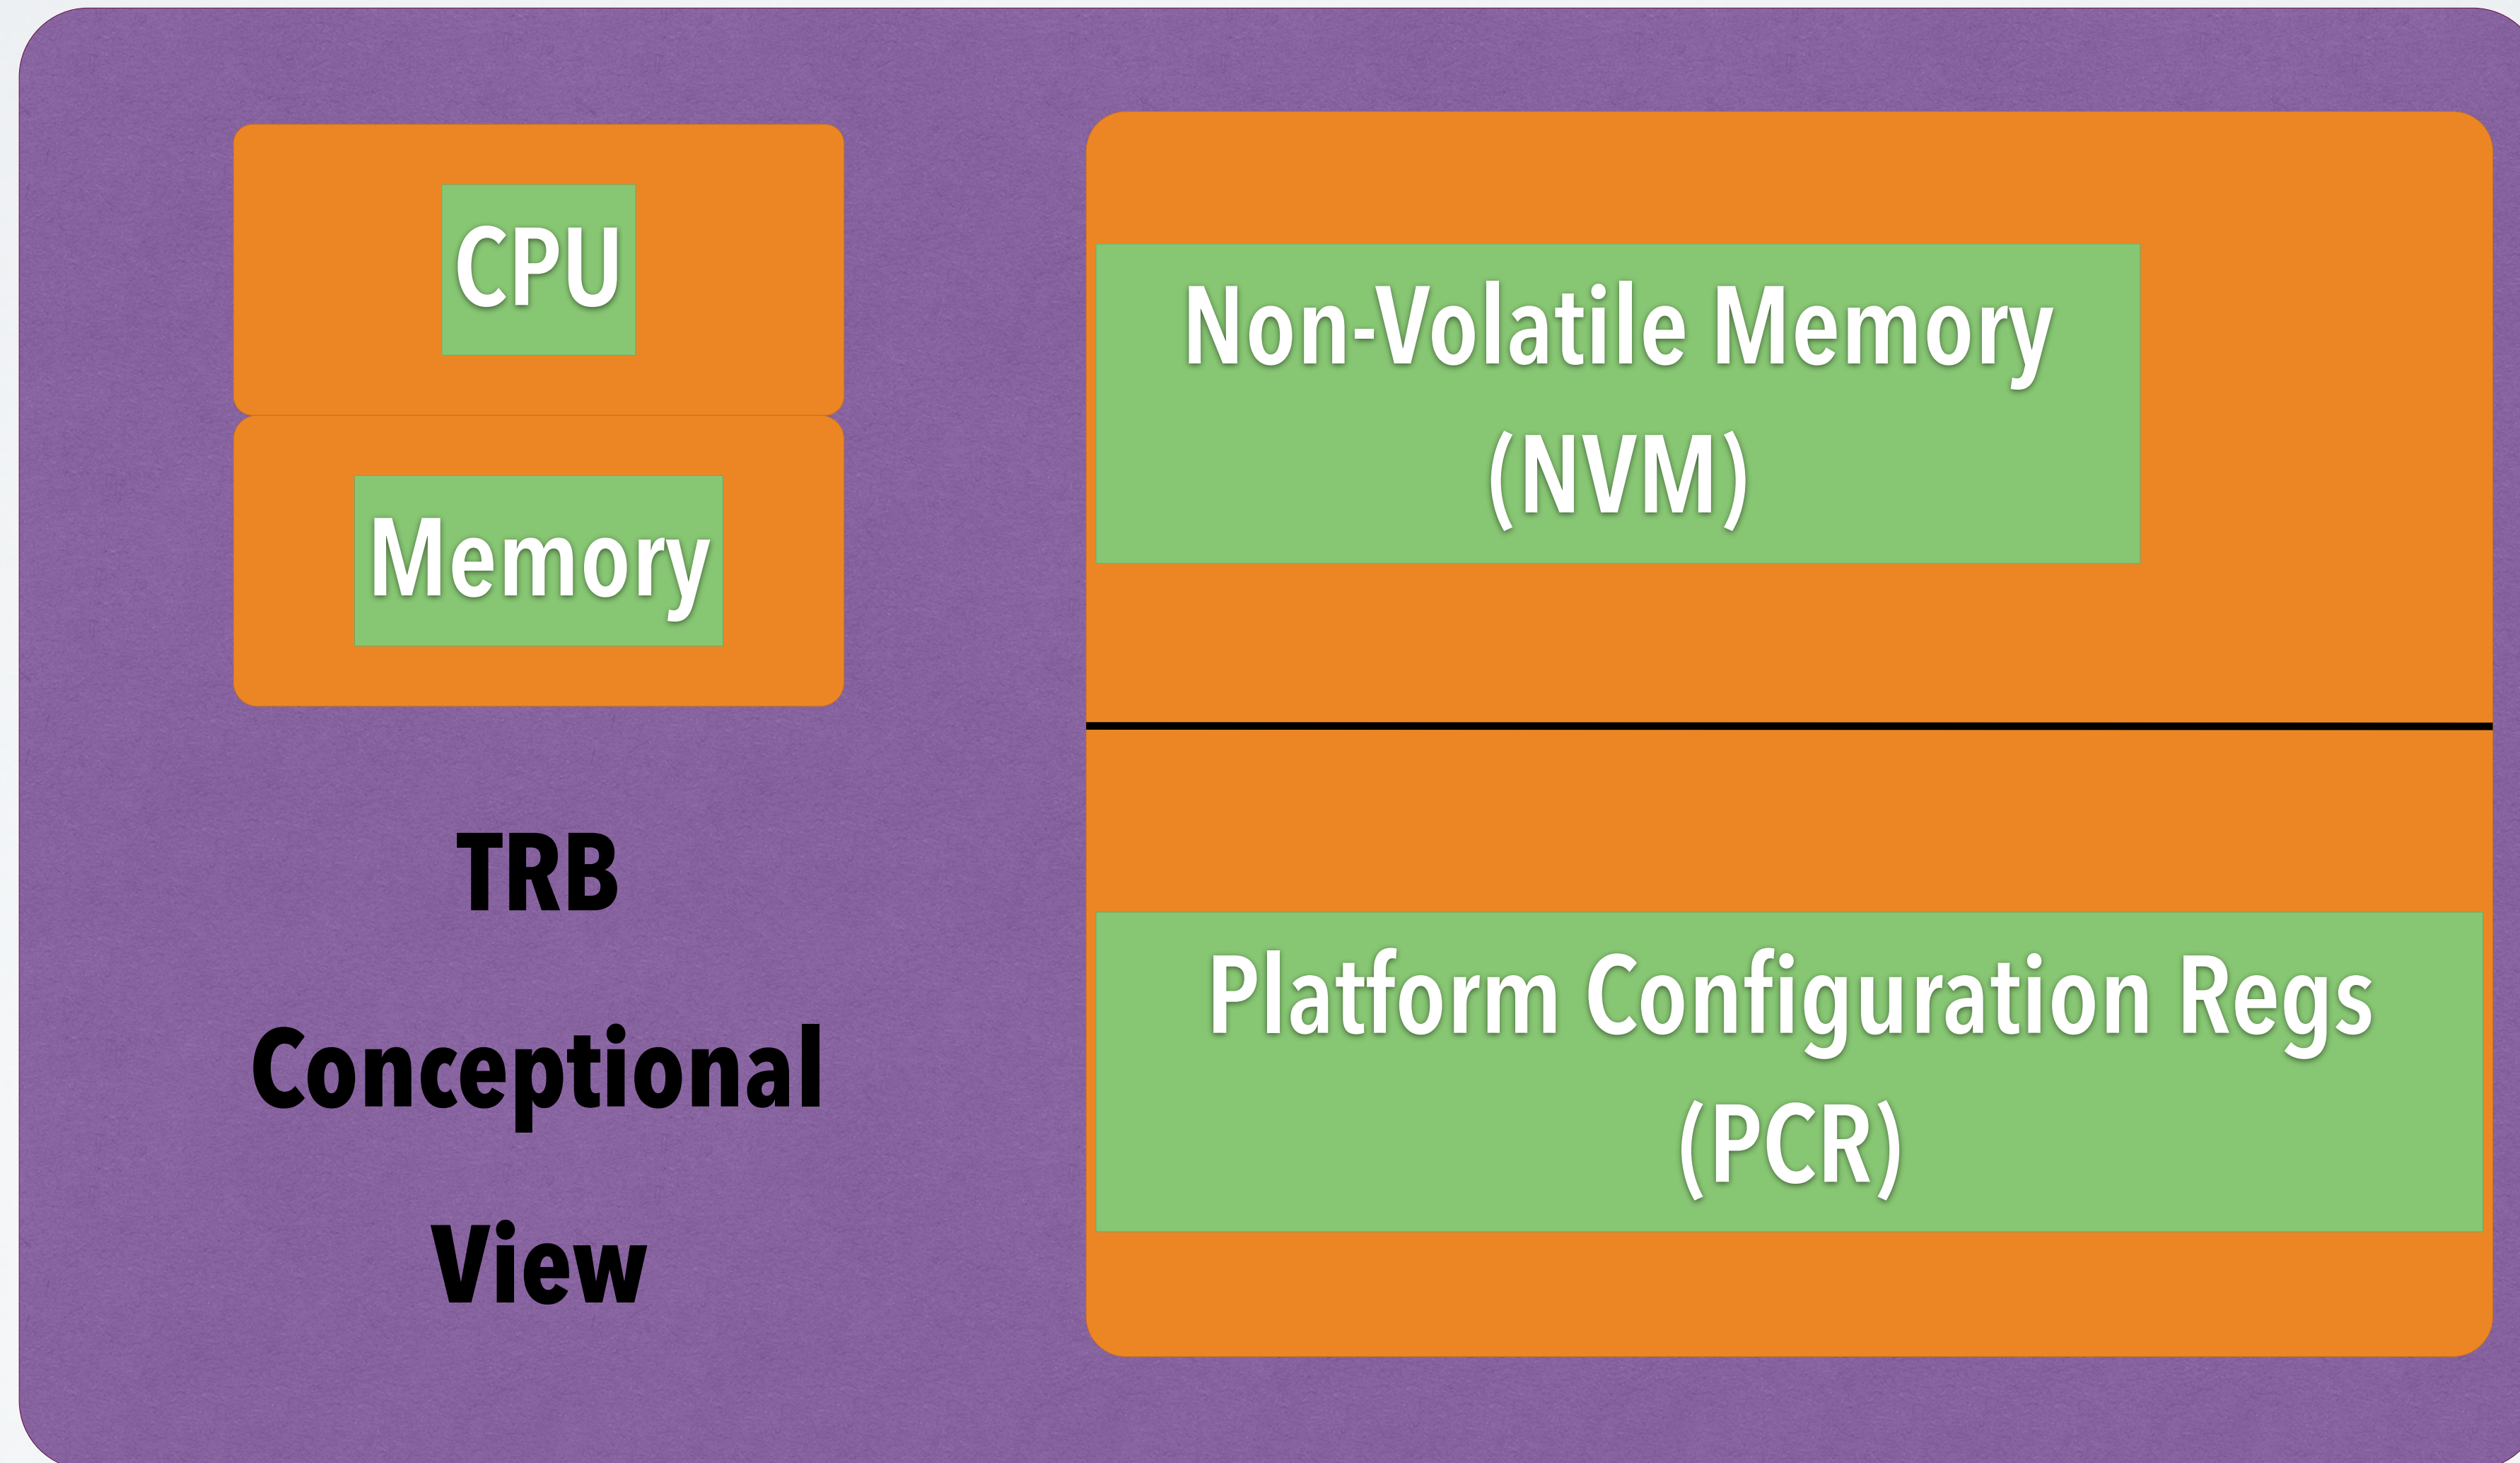 CPU
Memory
TRB
Conceptional
View
Non-Volatile Memory
(NVM)
Platform Configuration Regs
(PCR)